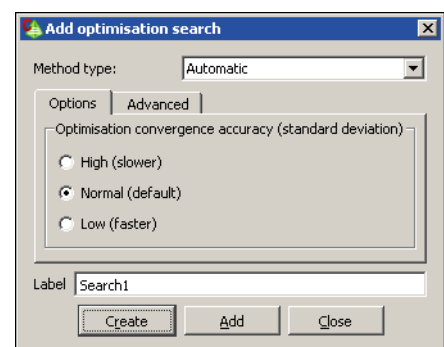 Add optimisation search
Method type: Automatic
Options Advanced
Optimisation convergence accuracy (standard deviation)
High (slower)
Normal (default)
Low (faster)
Label Search1
Create Add Close